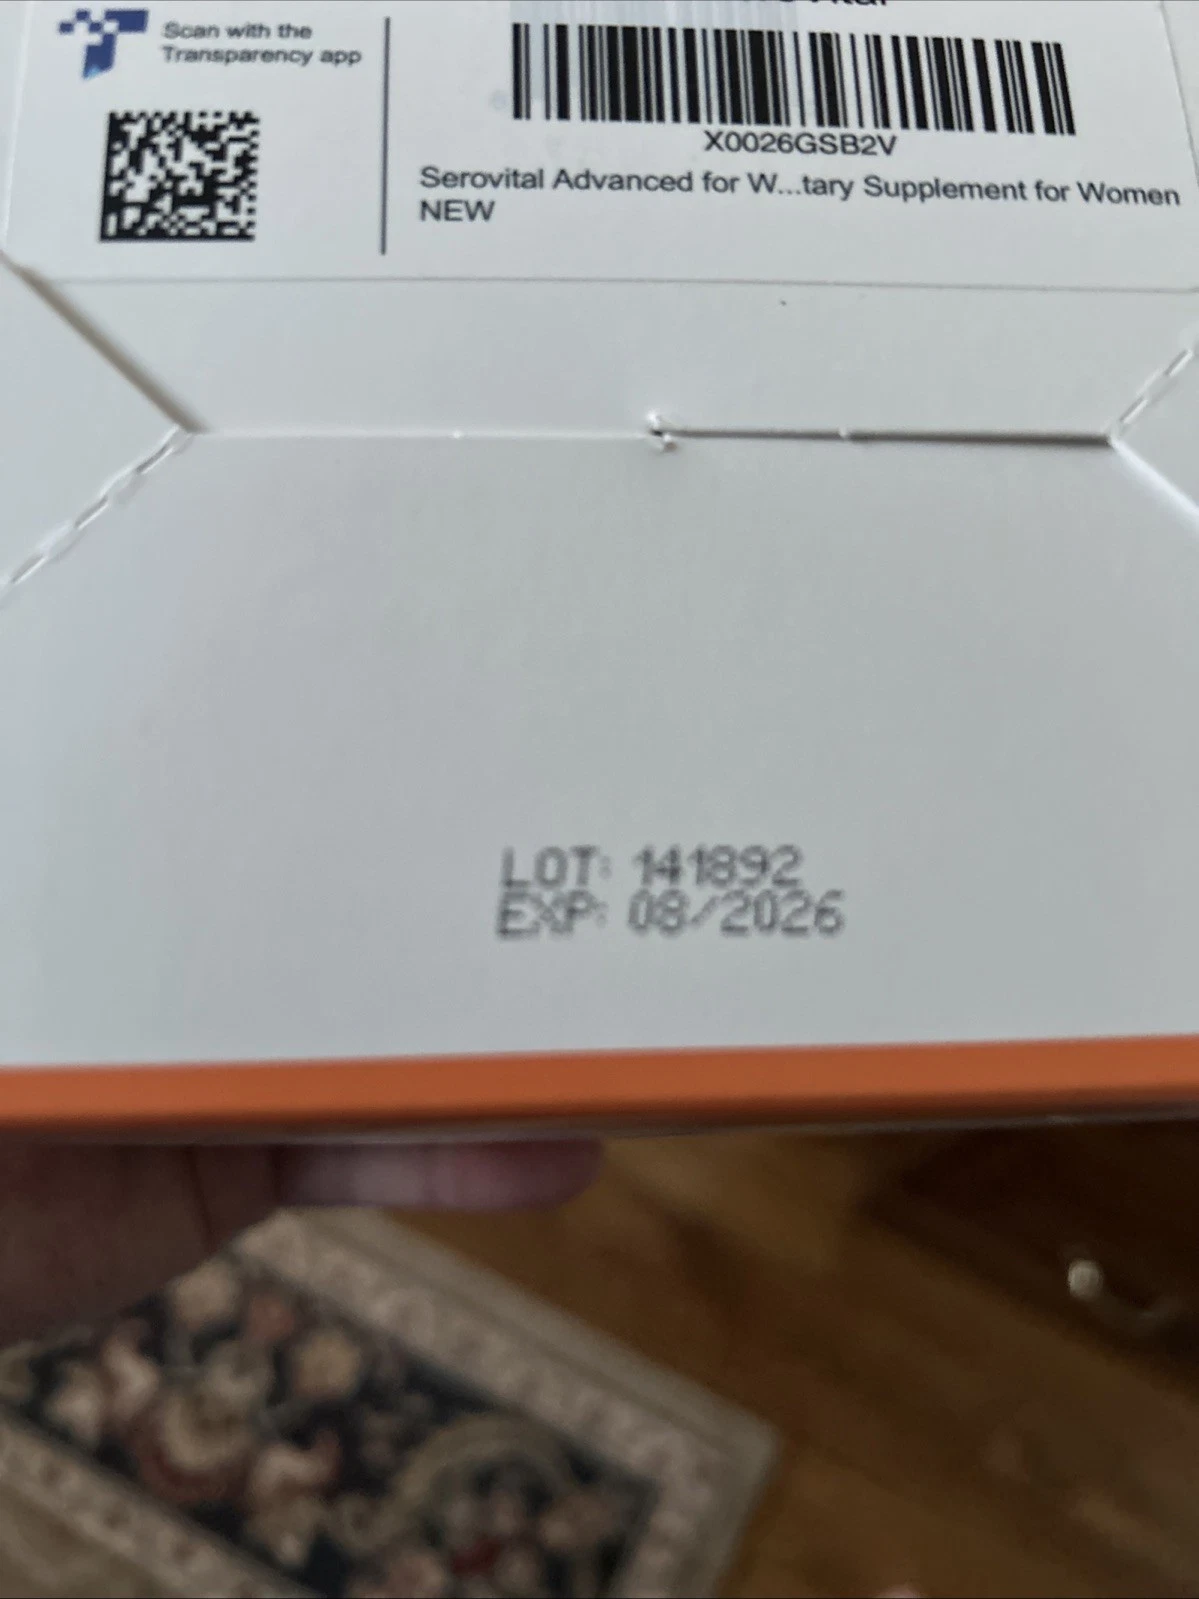 Scan with the
Transparency app
X0026GSB2V
Serovital Advanced for W...tary Supplement for Women
NEW
LOT: 141892
EXP: 08/2026